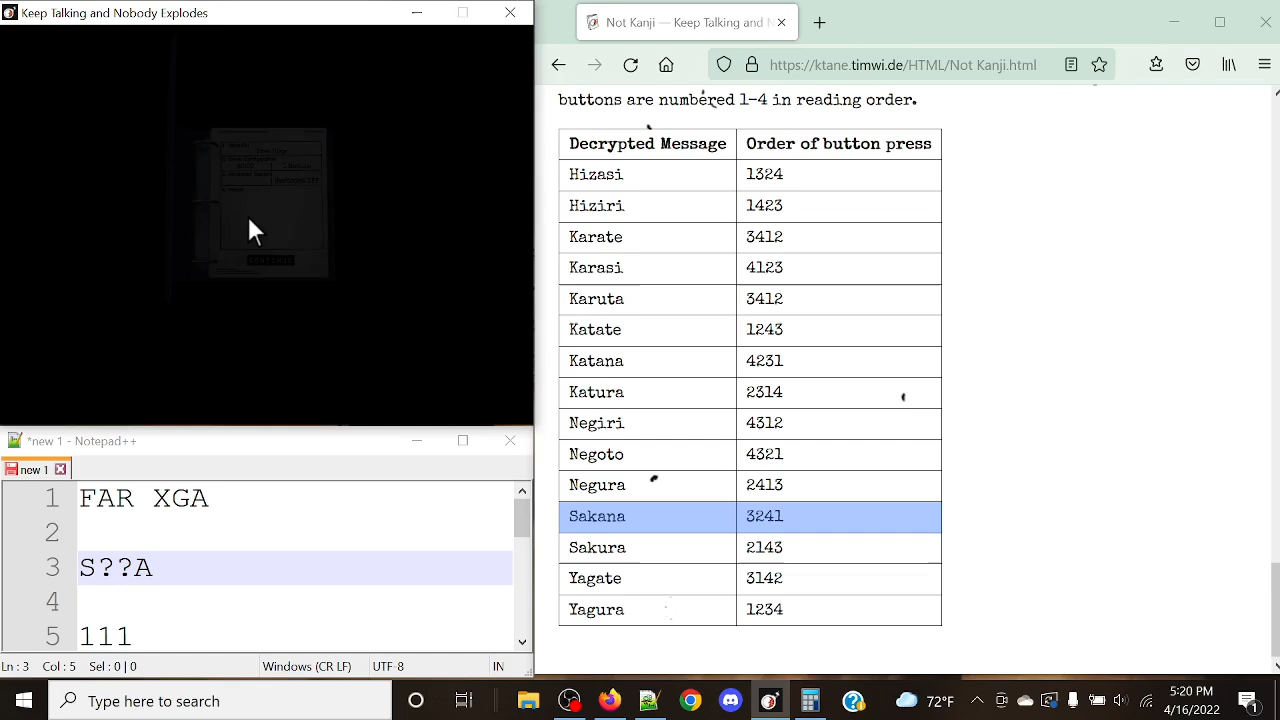 Keep Talking and Nobody Explodes
CONTINUE
*new 1 - Notepad++
new 1
1 FAR XGA
2
3 S??A
4
5 111
Ln: 3 Col: 5 Sel: 0 | 0
Windows (CR LF)
UTF-8
IN
Not Kanji — Keep Talking and N
https://ktane.timwi.de/HTML/Not Kanji.html
buttons are numbered 1–4 in reading order.
Decrypted Message Order of button press
Hizasi 1324
Hiziri 1423
Karate 3412
Karasi 4123
Karuta 3412
Katate 1243
Katana 4231
Katura 2314
Negiri 4312
Negoto 4321
Negura 2413
Sakana 3241
Sakura 2143
Yagate 3142
Yagura 1234
Type here to search
72°F
5:20 PM
4/16/2022
1